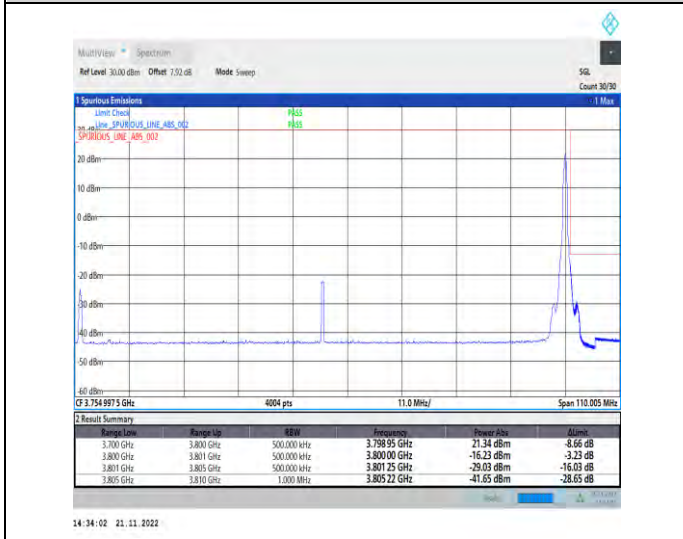 MultiView Spectrum
Ref Level 30.00 dBm Offset 7.92 dB Mode Sweep SGL
Count 30/30
1 Spurious Emissions 1 Max
Limit Check PASS
Line _SPURIOUS_LINE_ABS_002 PASS
_SPURIOUS_LINE_ABS_002
20 dBm
10 dBm
0 dBm
-10 dBm
-20 dBm
-30 dBm
-40 dBm
-50 dBm
-60 dBm
CF 3.754 997 5 GHz 4004 pts 11.0 MHz/ Span 110.005 MHz
2 Result Summary
Range Low Range Up RBW Frequency Power Abs ΔLimit
3.700 GHz 3.800 GHz 500.000 kHz 3.798 95 GHz 21.34 dBm -8.66 dB
3.800 GHz 3.801 GHz 500.000 kHz 3.800 00 GHz -16.23 dBm -3.23 dB
3.801 GHz 3.805 GHz 500.000 kHz 3.801 25 GHz -29.03 dBm -16.03 dB
3.805 GHz 3.810 GHz 1.000 MHz 3.805 22 GHz -41.65 dBm -28.65 dB
14:34:02 21.11.2022